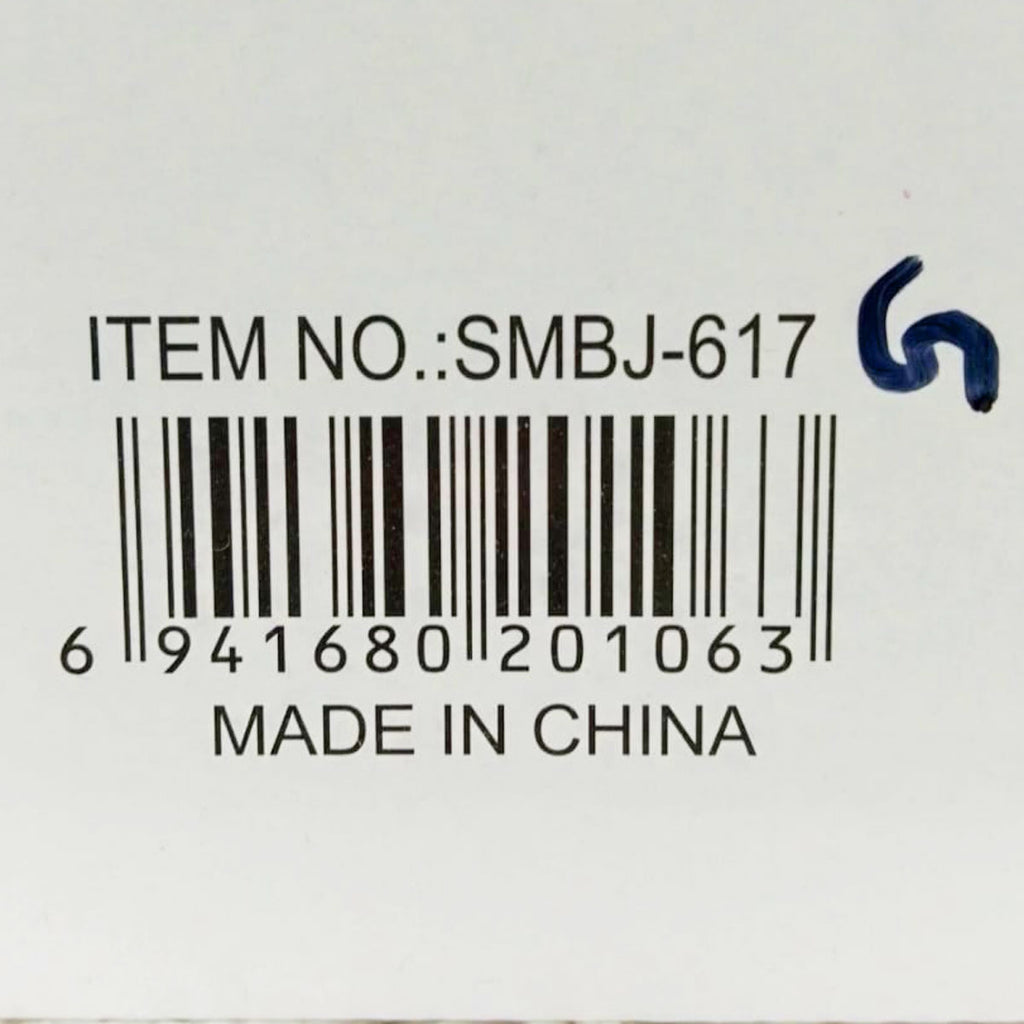 ITEM NO.:SMBJ-617
6 941680 201063
MADE IN CHINA